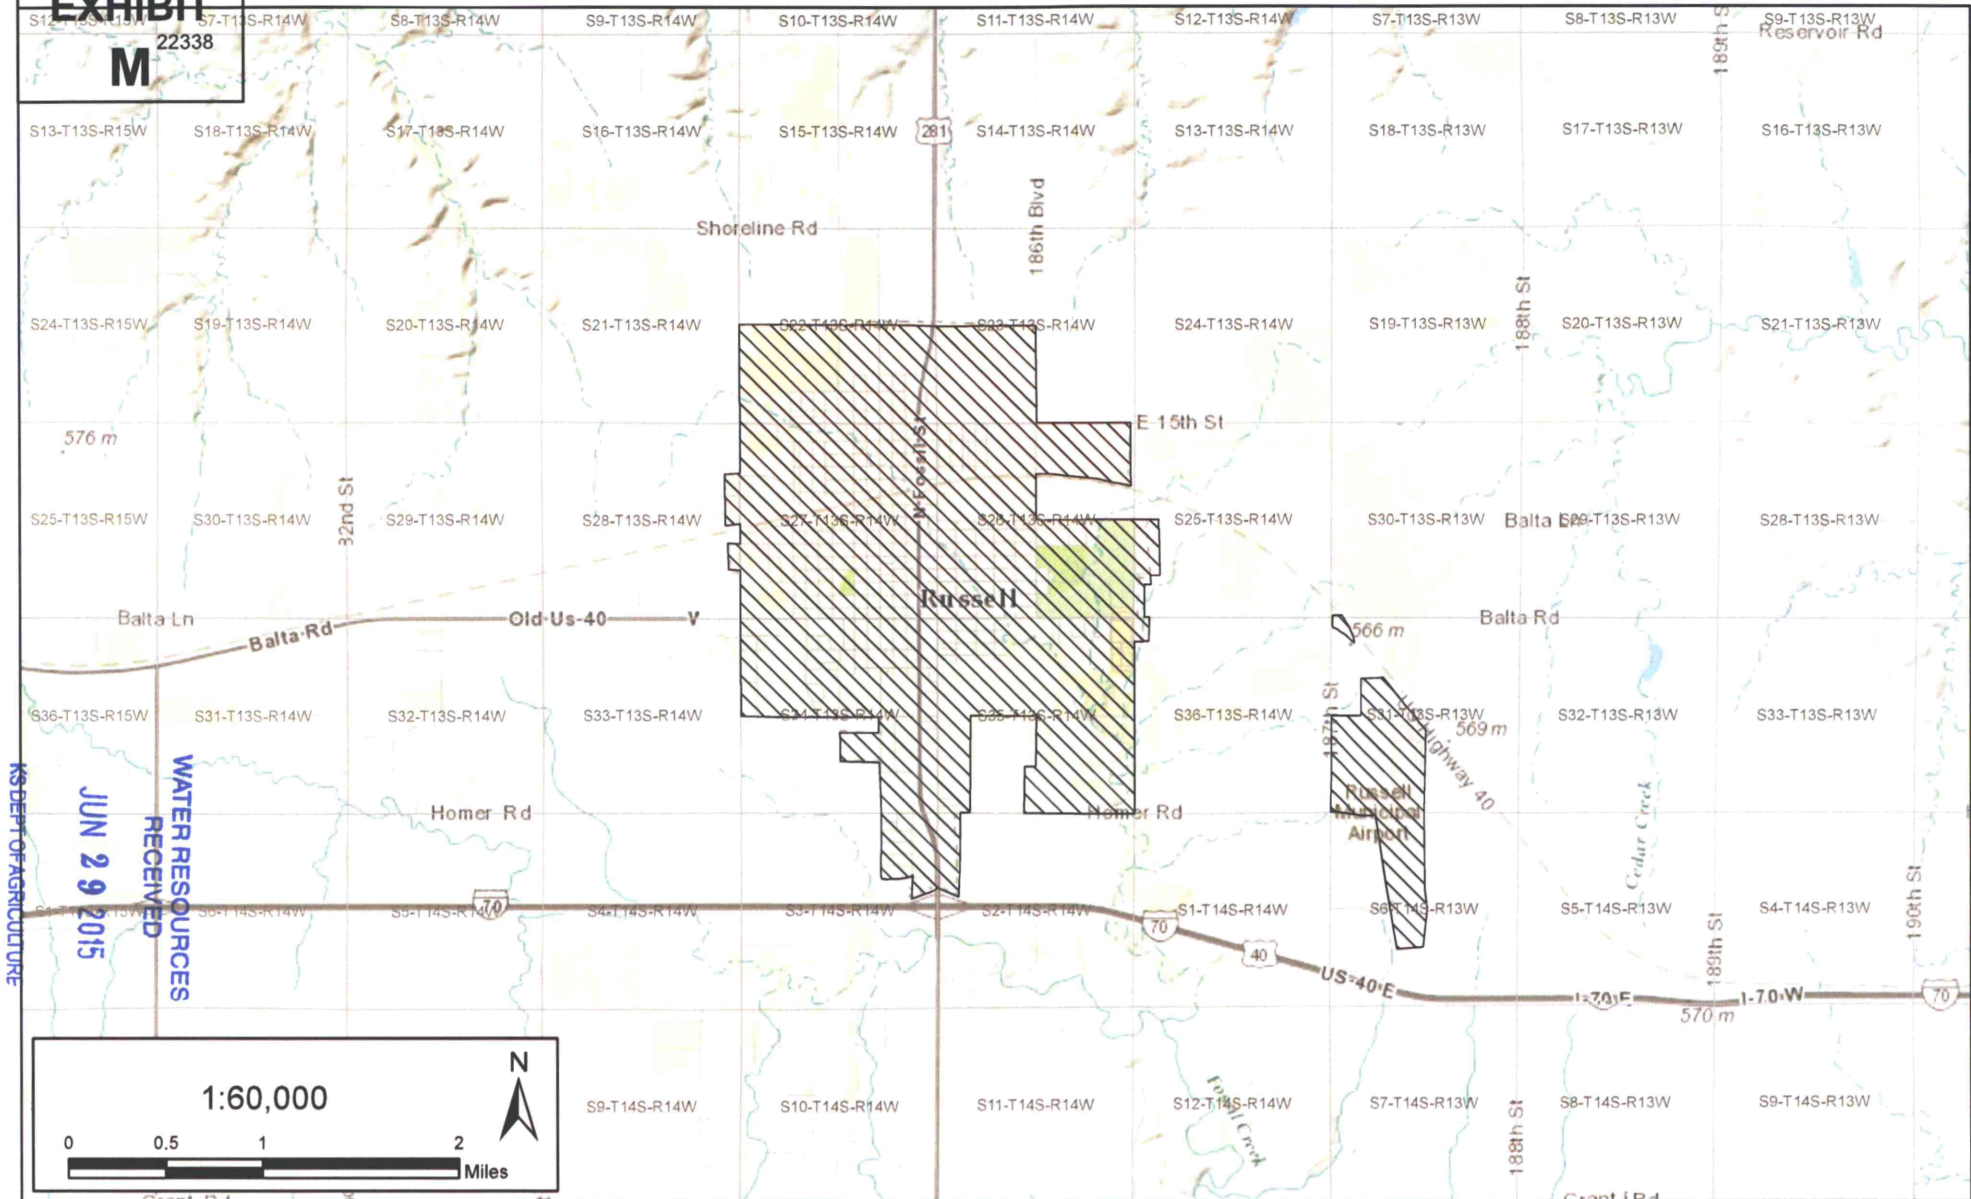 EXHIBIT
22338
M
S12-T13S-R15W S7-T13S-R14W S8-T13S-R14W S9-T13S-R14W S10-T13S-R14W S11-T13S-R14W S12-T13S-R14W S7-T13S-R13W S8-T13S-R13W S9-T13S-R13W
Reservoir Rd
189th S
S13-T13S-R15W S18-T13S-R14W S17-T13S-R14W S16-T13S-R14W S15-T13S-R14W 281 S14-T13S-R14W S13-T13S-R14W S18-T13S-R13W S17-T13S-R13W S16-T13S-R13W
Shoreline Rd
186th Blvd
188th St
S24-T13S-R15W S19-T13S-R14W S20-T13S-R14W S21-T13S-R14W S22-T13S-R14W S23-T13S-R14W S24-T13S-R14W S19-T13S-R13W S20-T13S-R13W S21-T13S-R13W
E 15th St
576 m
N Fossil St
82nd St
S25-T13S-R15W S30-T13S-R14W S29-T13S-R14W S28-T13S-R14W S27-T13S-R14W S26-T13S-R14W S25-T13S-R14W S30-T13S-R13W Balta Ln S29-T13S-R13W S28-T13S-R13W
Russell
Balta Ln Balta Rd Old-Us-40 V Balta Rd
566 m
187th St
S36-T13S-R15W S31-T13S-R14W S32-T13S-R14W S33-T13S-R14W S34-T13S-R14W S35-T13S-R14W S36-T13S-R14W S31-T13S-R13W S32-T13S-R13W S33-T13S-R13W
569 m
Highway 40
Homer Rd Homer Rd
Russell
Municipal
Airport
Cedar Creek
WATER RESOURCES
RECEIVED
JUN 29 2015
KS DEPT OF AGRICULTURE
S6-T14S-R14W S5-T14S-R14W 70 S4-T14S-R14W S3-T14S-R14W S2-T14S-R14W S1-T14S-R14W S6-T14S-R13W S5-T14S-R13W S4-T14S-R13W
190th St
189th St
70
40
US-40-E I-70-E I-70-W 70
570 m
S9-T14S-R14W S10-T14S-R14W S11-T14S-R14W S12-T14S-R14W S7-T14S-R13W S8-T14S-R13W S9-T14S-R13W
Fossil Creek
188th St
N
1:60,000
0 0.5 1 2
Miles